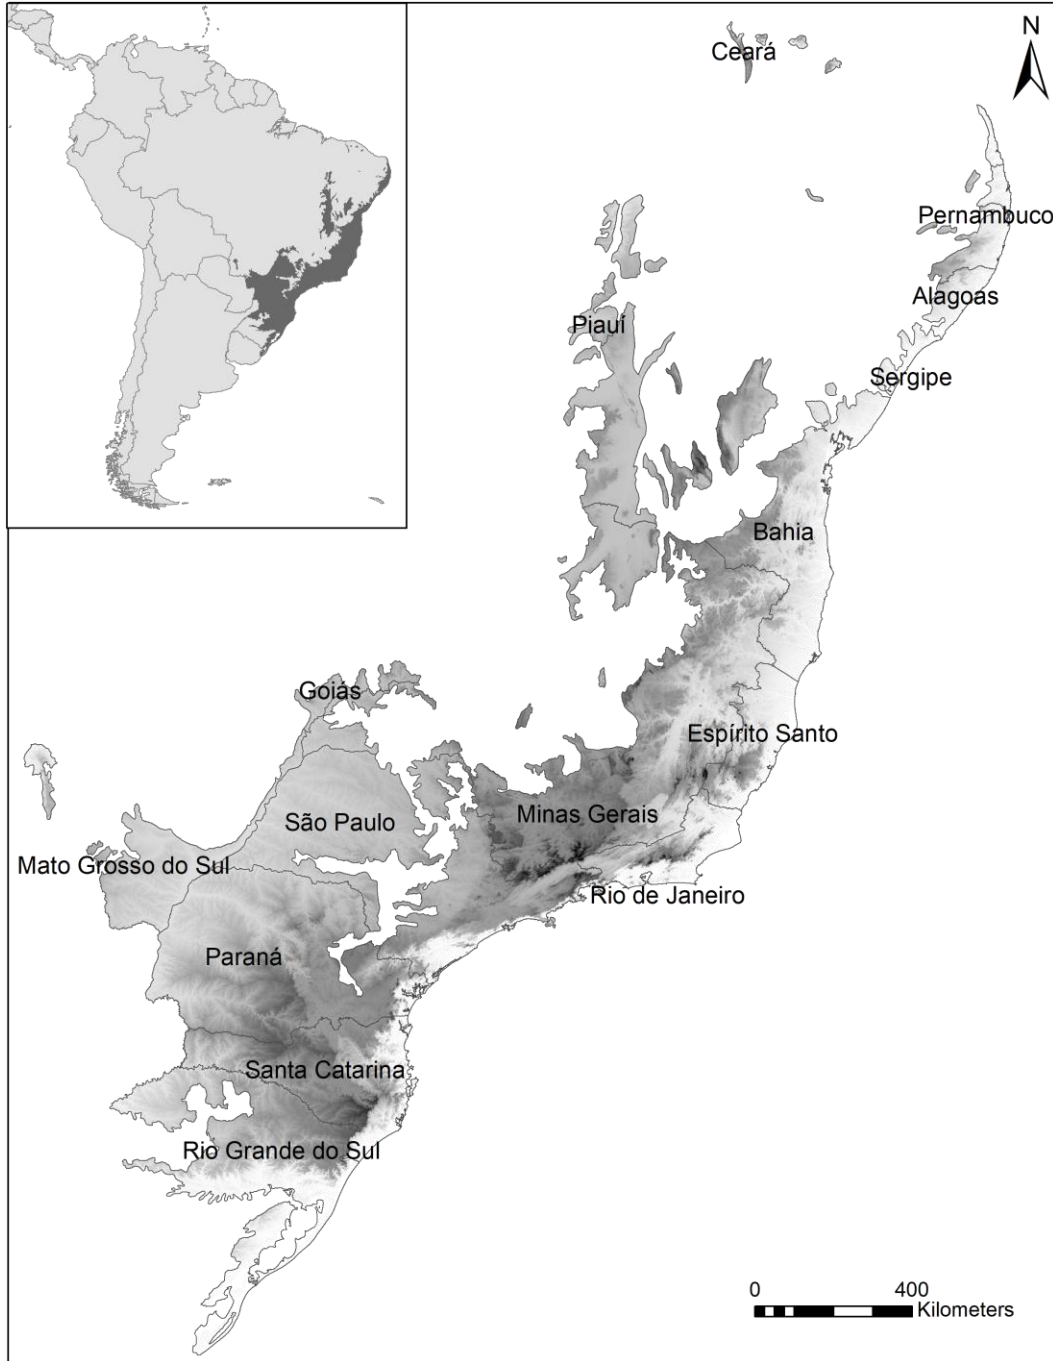 N
Ceará
Pernambuco
Alagoas
Piauí
Sergipe
Bahia
Goiás
Espírito Santo
Minas Gerais
São Paulo
Mato Grosso do Sul
Rio de Janeiro
Paraná
Santa Catarina
Rio Grande do Sul
0 400
Kilometers